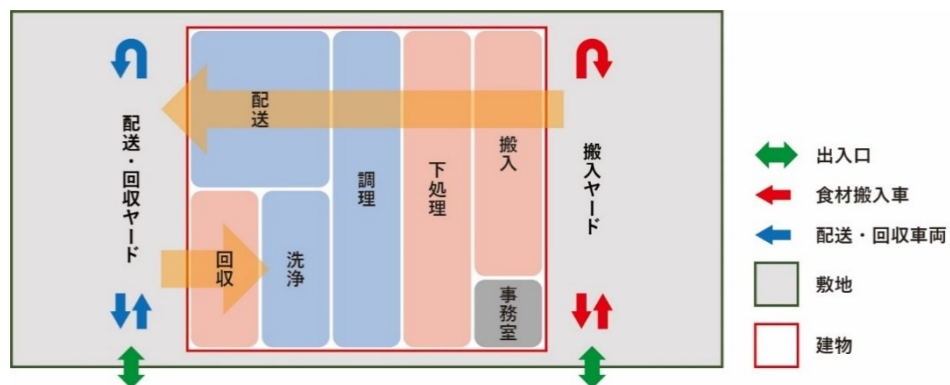 配送・回収ヤード
配送
回収
洗浄
調理
下処理
搬入
事務室
搬入ヤード
出入口
食材搬入車
配送・回収車両
敷地
建物